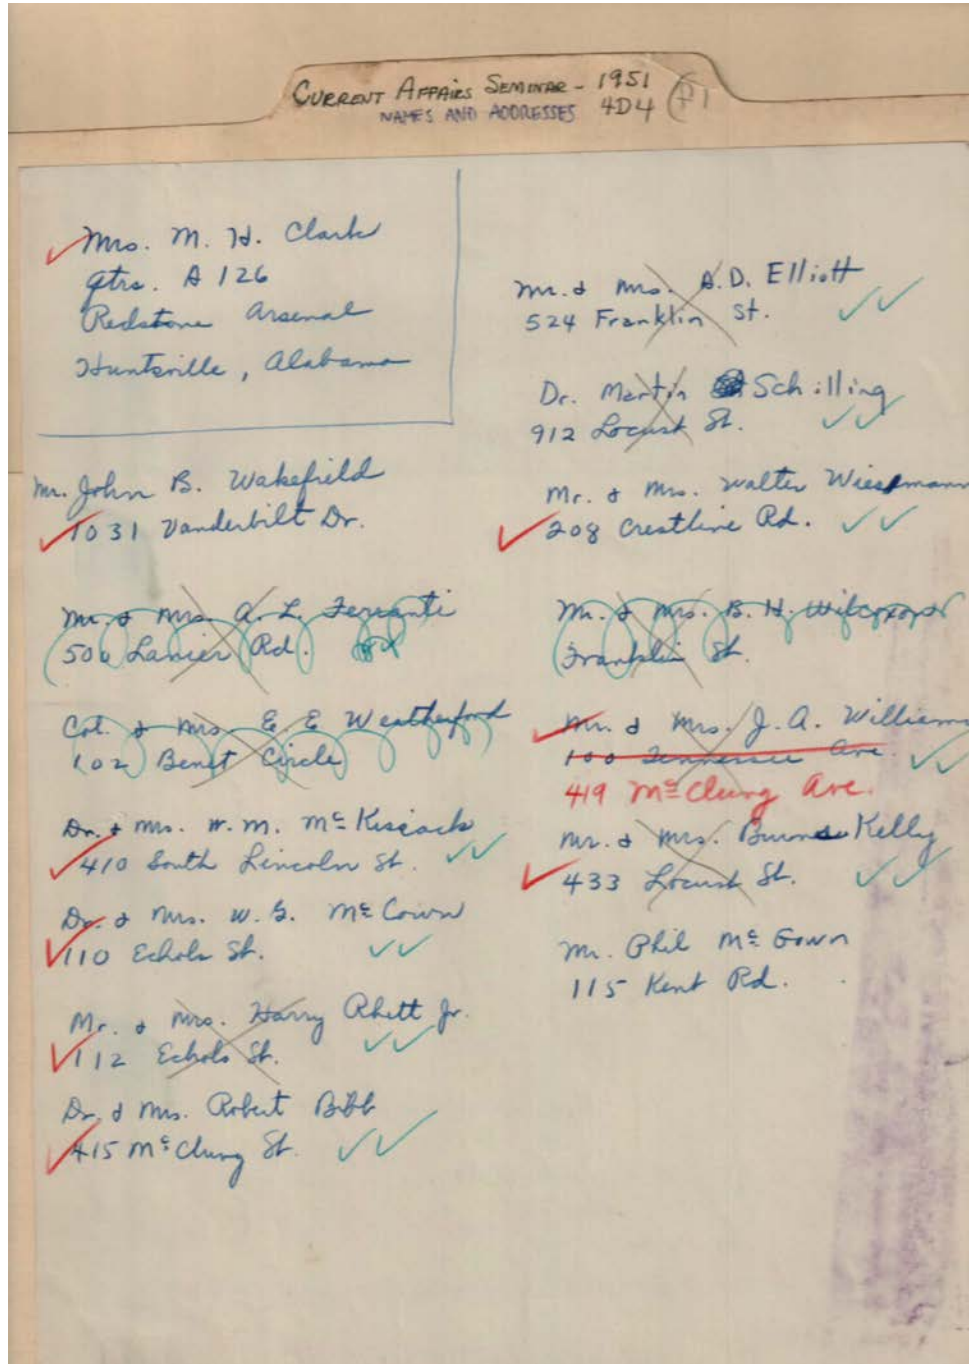 CURRENT AFFAIRS SEMINAR - 1951
NAMES AND ADDRESSES 4D4 P1
Mrs. M. H. Clark
Qtrs. A 126
Redstone Arsenal
Huntsville, Alabama
Mr. John B. Wakefield
1031 Vanderbilt Dr.
Mr. & Mrs. A. L. Ferranti
500 Lanier Rd.
Col. & Mrs. E. E Weatherford
102 Benet Circle
Dr. & Mrs. W. M. McKissack
410 South Lincoln St.
Dr. & Mrs. W. G. McCown
110 Echols St.
Mr. & Mrs. Harry Rhett Jr.
112 Echols St.
Dr. & Mrs. Robert Bibb
415 McClung St.
Mr. & Mrs. A.D. Elliott
524 Franklin St.
Dr. Martin Schilling
912 Locust St.
Mr. & Mrs. Walter Wiesemann
208 Crestline Rd.
Mr. & Mrs. B. H.
Franklin St.
Mr. & Mrs. J. A. Williams
100 Tennessee Ave.
419 McClung Ave.
Mr. & Mrs. Burns Kelly
433 Locust St.
Mr. Phil McGown
115 Kent Rd.